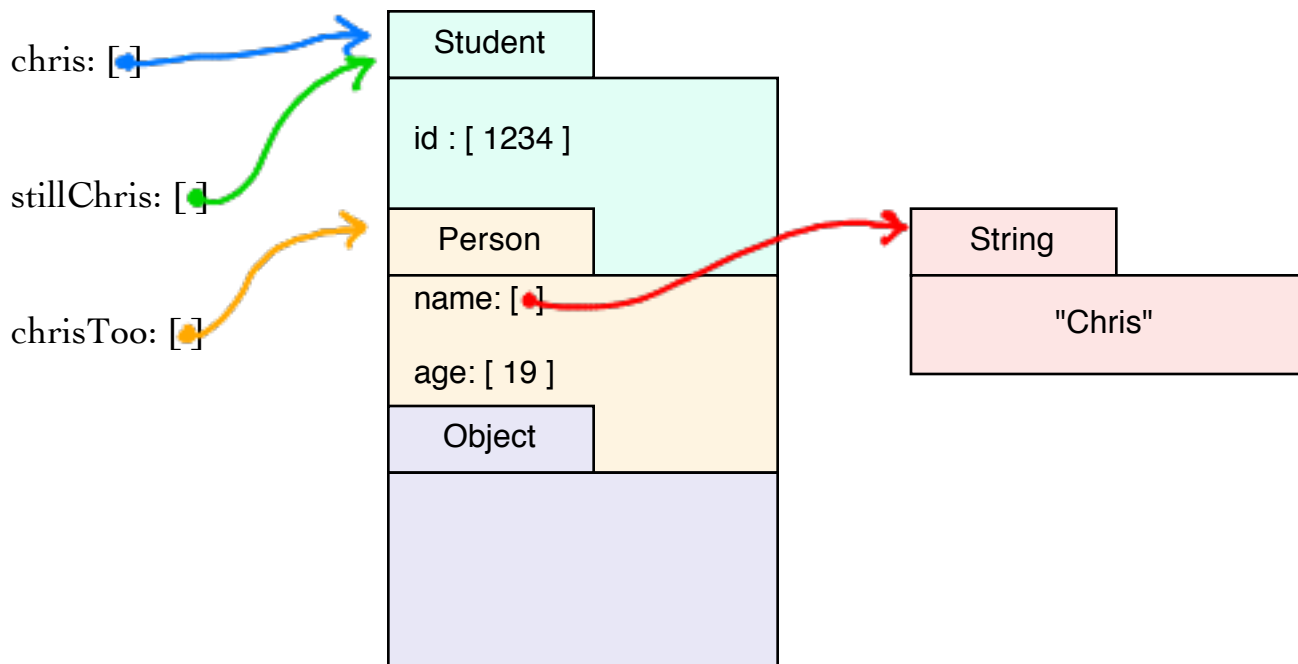 chris: [ ]
stillChris: [ ]
chrisToo: [ ]
Student
id : [ 1234 ]
Person
name: [ ]
age: [ 19 ]
Object
String
"Chris"